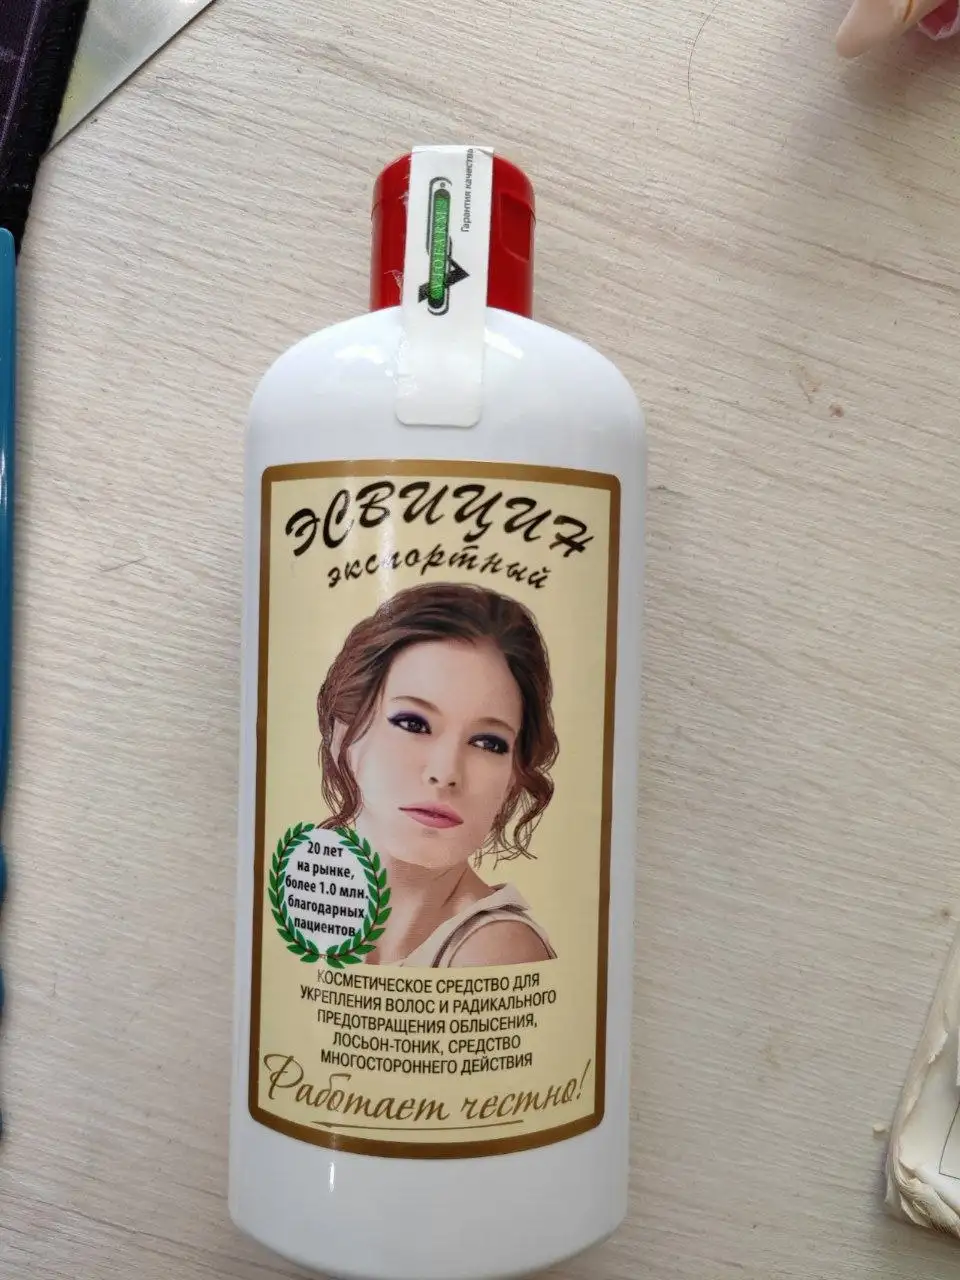 Гарантия качества
VIOFARM
ЭСВИЦИН
экспортный
20 лет
на рынке,
более 1.0 млн.
благодарных
пациентов
КОСМЕТИЧЕСКОЕ СРЕДСТВО ДЛЯ
УКРЕПЛЕНИЯ ВОЛОС И РАДИКАЛЬНОГО
ПРЕДОТВРАЩЕНИЯ ОБЛЫСЕНИЯ,
ЛОСЬОН-ТОНИК, СРЕДСТВО
МНОГОСТОРОННЕГО ДЕЙСТВИЯ
Работает честно!